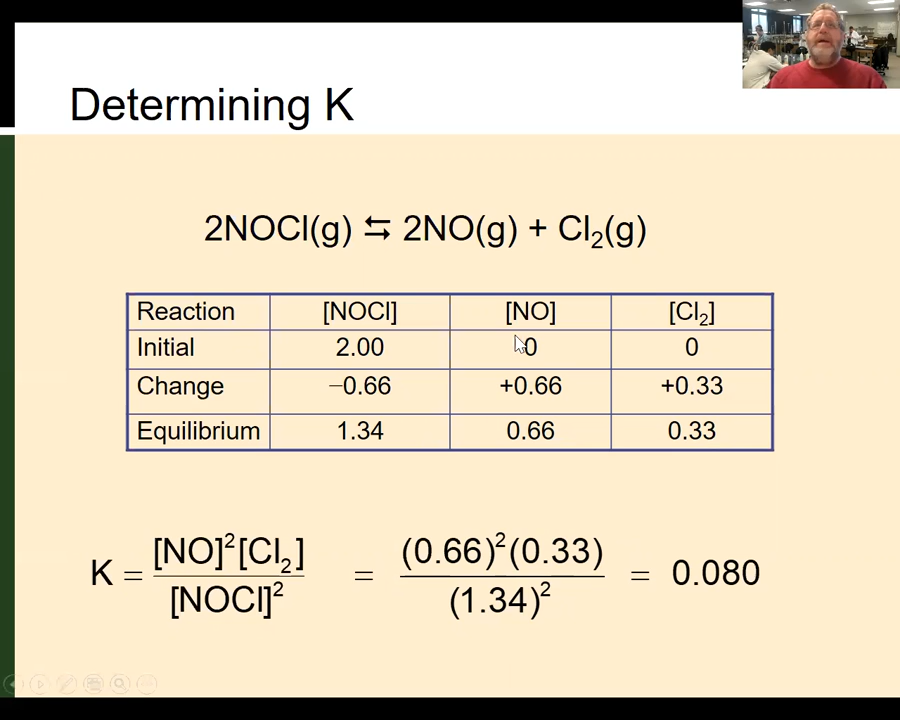 Determining K
2NOCl(g) ⇆ 2NO(g) + Cl₂(g)
Reaction [NOCl] [NO] [Cl₂]
Initial 2.00 0 0
Change −0.66 +0.66 +0.33
Equilibrium 1.34 0.66 0.33
K = [NO]²[Cl₂] / [NOCl]² = (0.66)²(0.33) / (1.34)² = 0.080